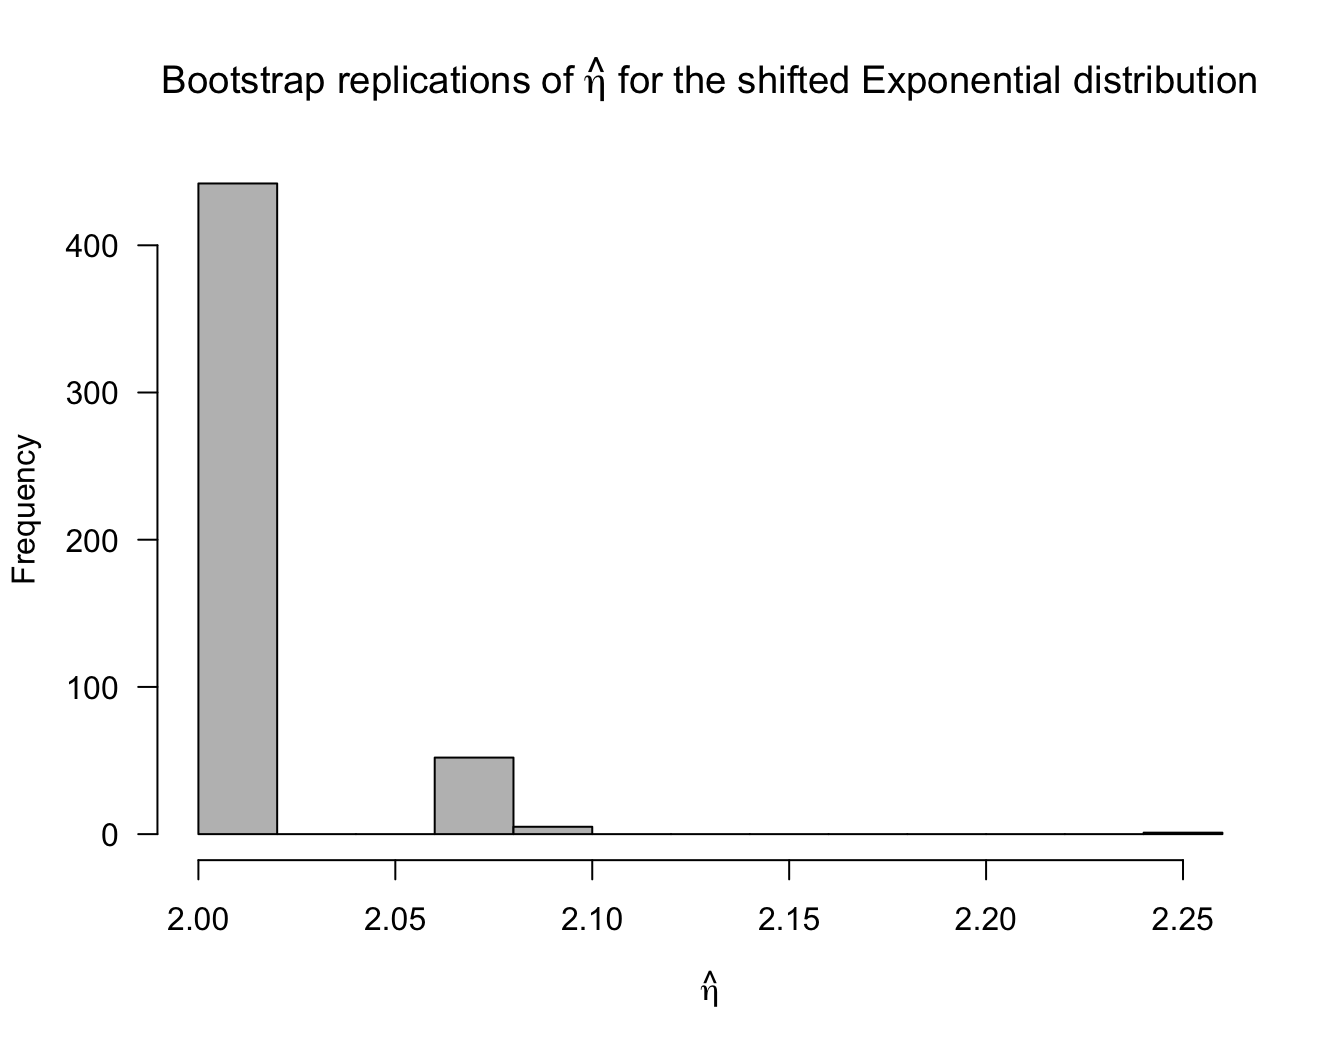 Bootstrap replications of η̂ for the shifted Exponential distribution
Frequency
400
300
200
100
0
2.00 2.05 2.10 2.15 2.20 2.25
η̂